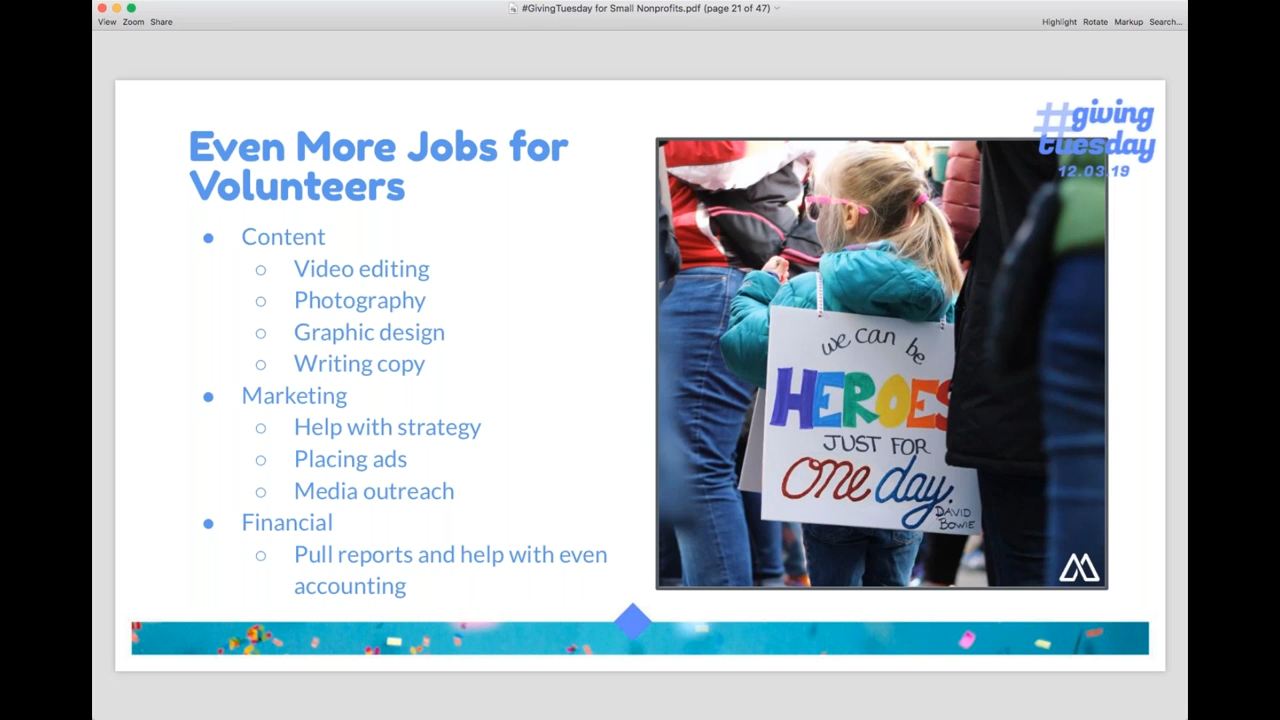 #GivingTuesday for Small Nonprofits.pdf (page 21 of 47)
View Zoom Share
Highlight Rotate Markup Search...
#giving
tuesday
12.03.19
Even More Jobs for
Volunteers
● Content
○ Video editing
○ Photography
○ Graphic design
○ Writing copy
● Marketing
○ Help with strategy
○ Placing ads
○ Media outreach
● Financial
○ Pull reports and help with even
accounting
we can be
HEROES
JUST FOR
one day.
DAVID
BOWIE